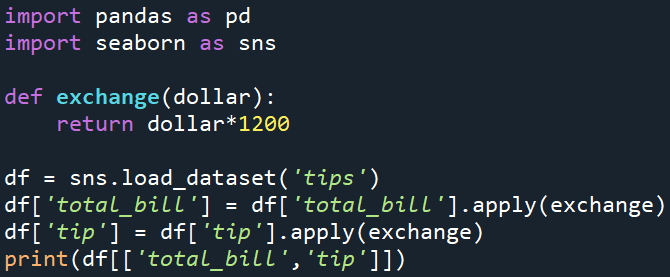 import pandas as pd
import seaborn as sns
def exchange(dollar):
    return dollar*1200
df = sns.load_dataset('tips')
df['total_bill'] = df['total_bill'].apply(exchange)
df['tip'] = df['tip'].apply(exchange)
print(df[['total_bill','tip']])